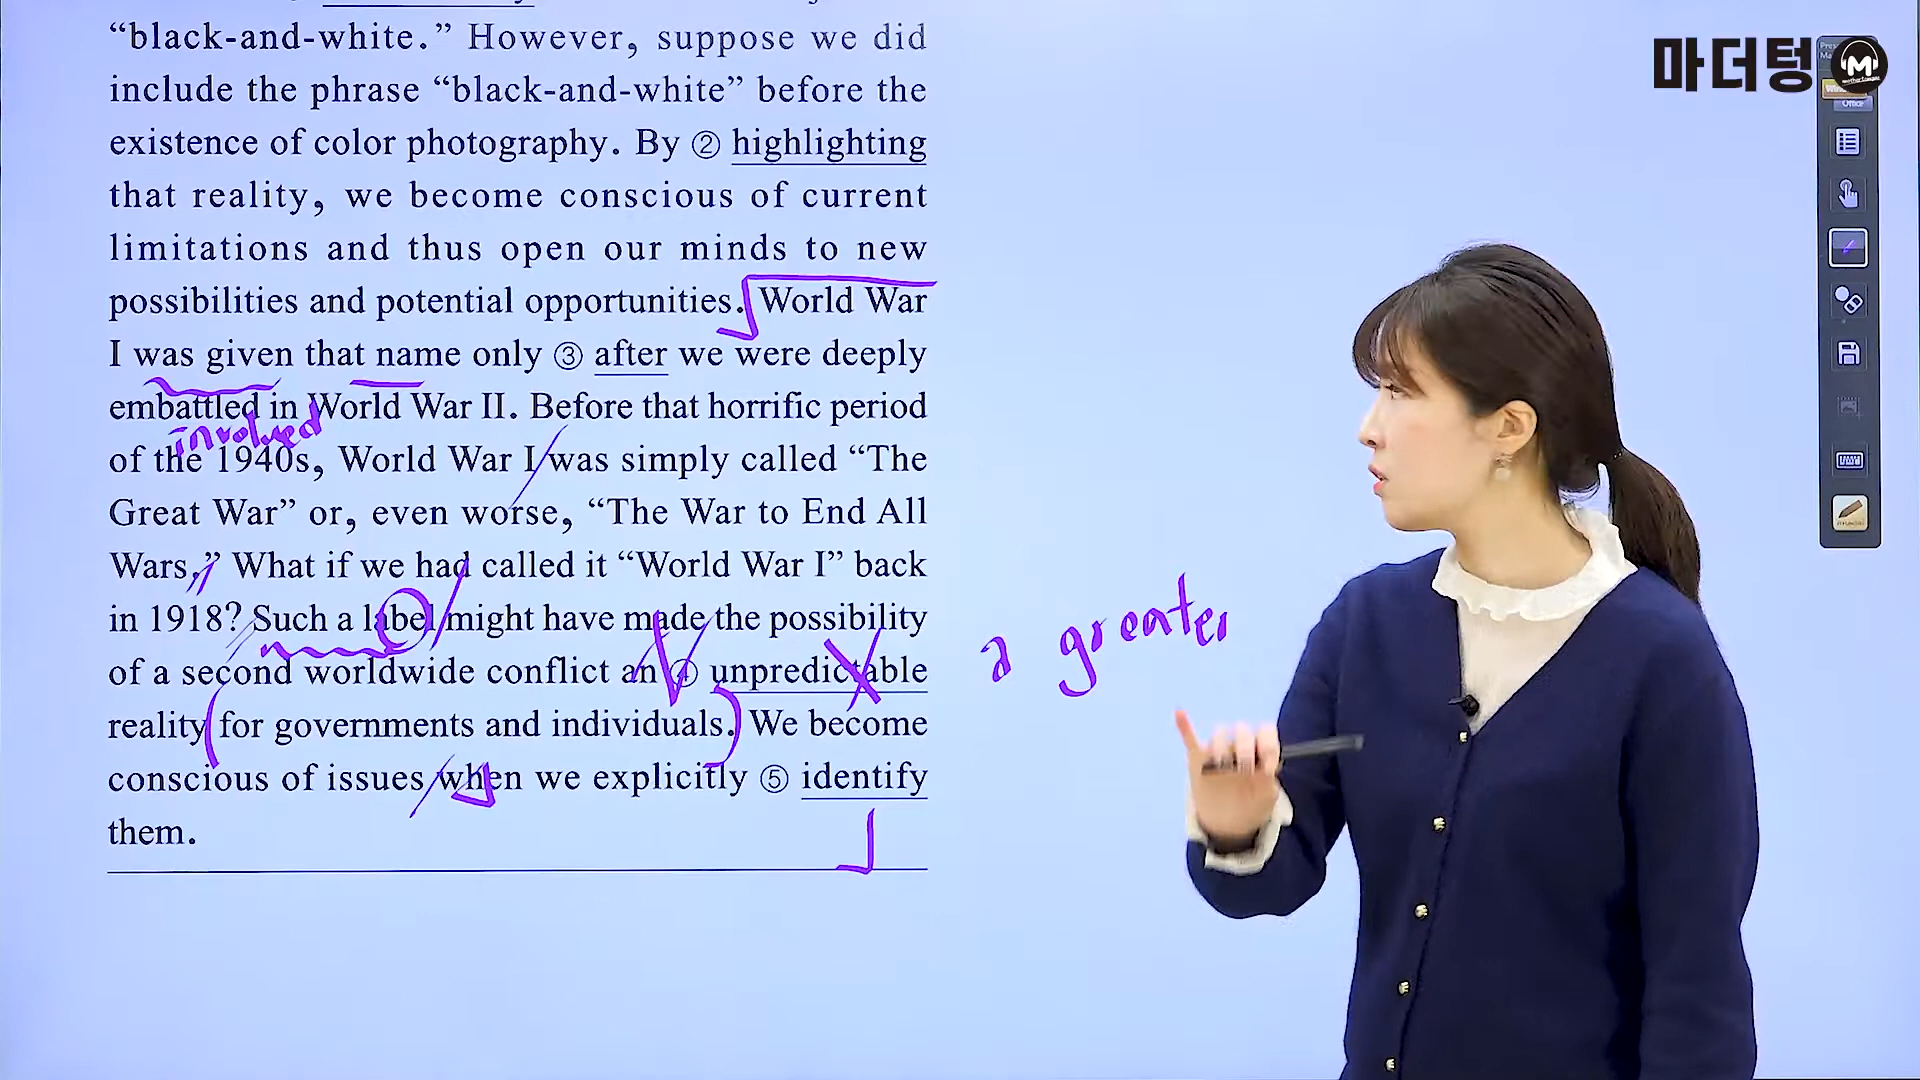 "black-and-white." However, suppose we did
include the phrase "black-and-white" before the
existence of color photography. By ② highlighting
that reality, we become conscious of current
limitations and thus open our minds to new
possibilities and potential opportunities. World War
I was given that name only ③ after we were deeply
embattled in World War II. Before that horrific period
involved
of the 1940s, World War I was simply called "The
Great War" or, even worse, "The War to End All
Wars." What if we had called it "World War I" back
in 1918? Such a label might have made the possibility
of a second worldwide conflict an ④ unpredictable
reality for governments and individuals. We become
conscious of issues when we explicitly ⑤ identify
them.
a greater
마더텅
M
Office